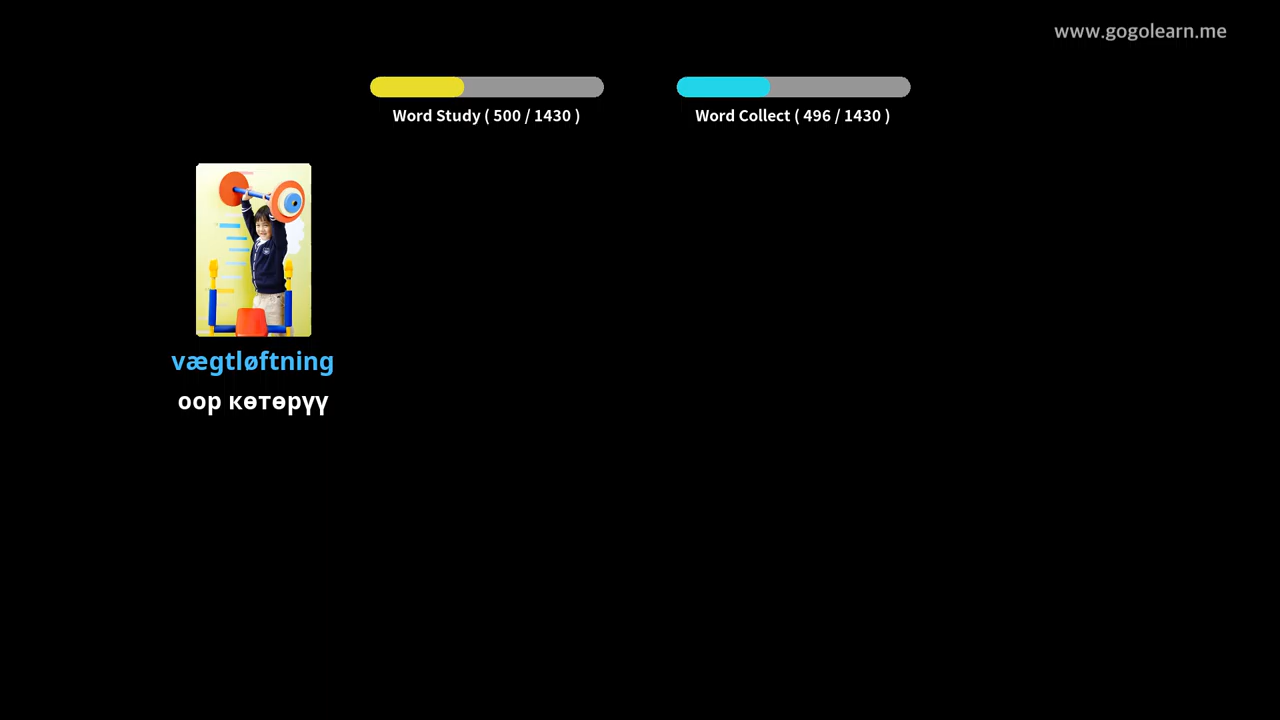 www.gogolearn.me
Word Study ( 500 / 1430 )
Word Collect ( 496 / 1430 )
vægtløftning
оор көтөрүү